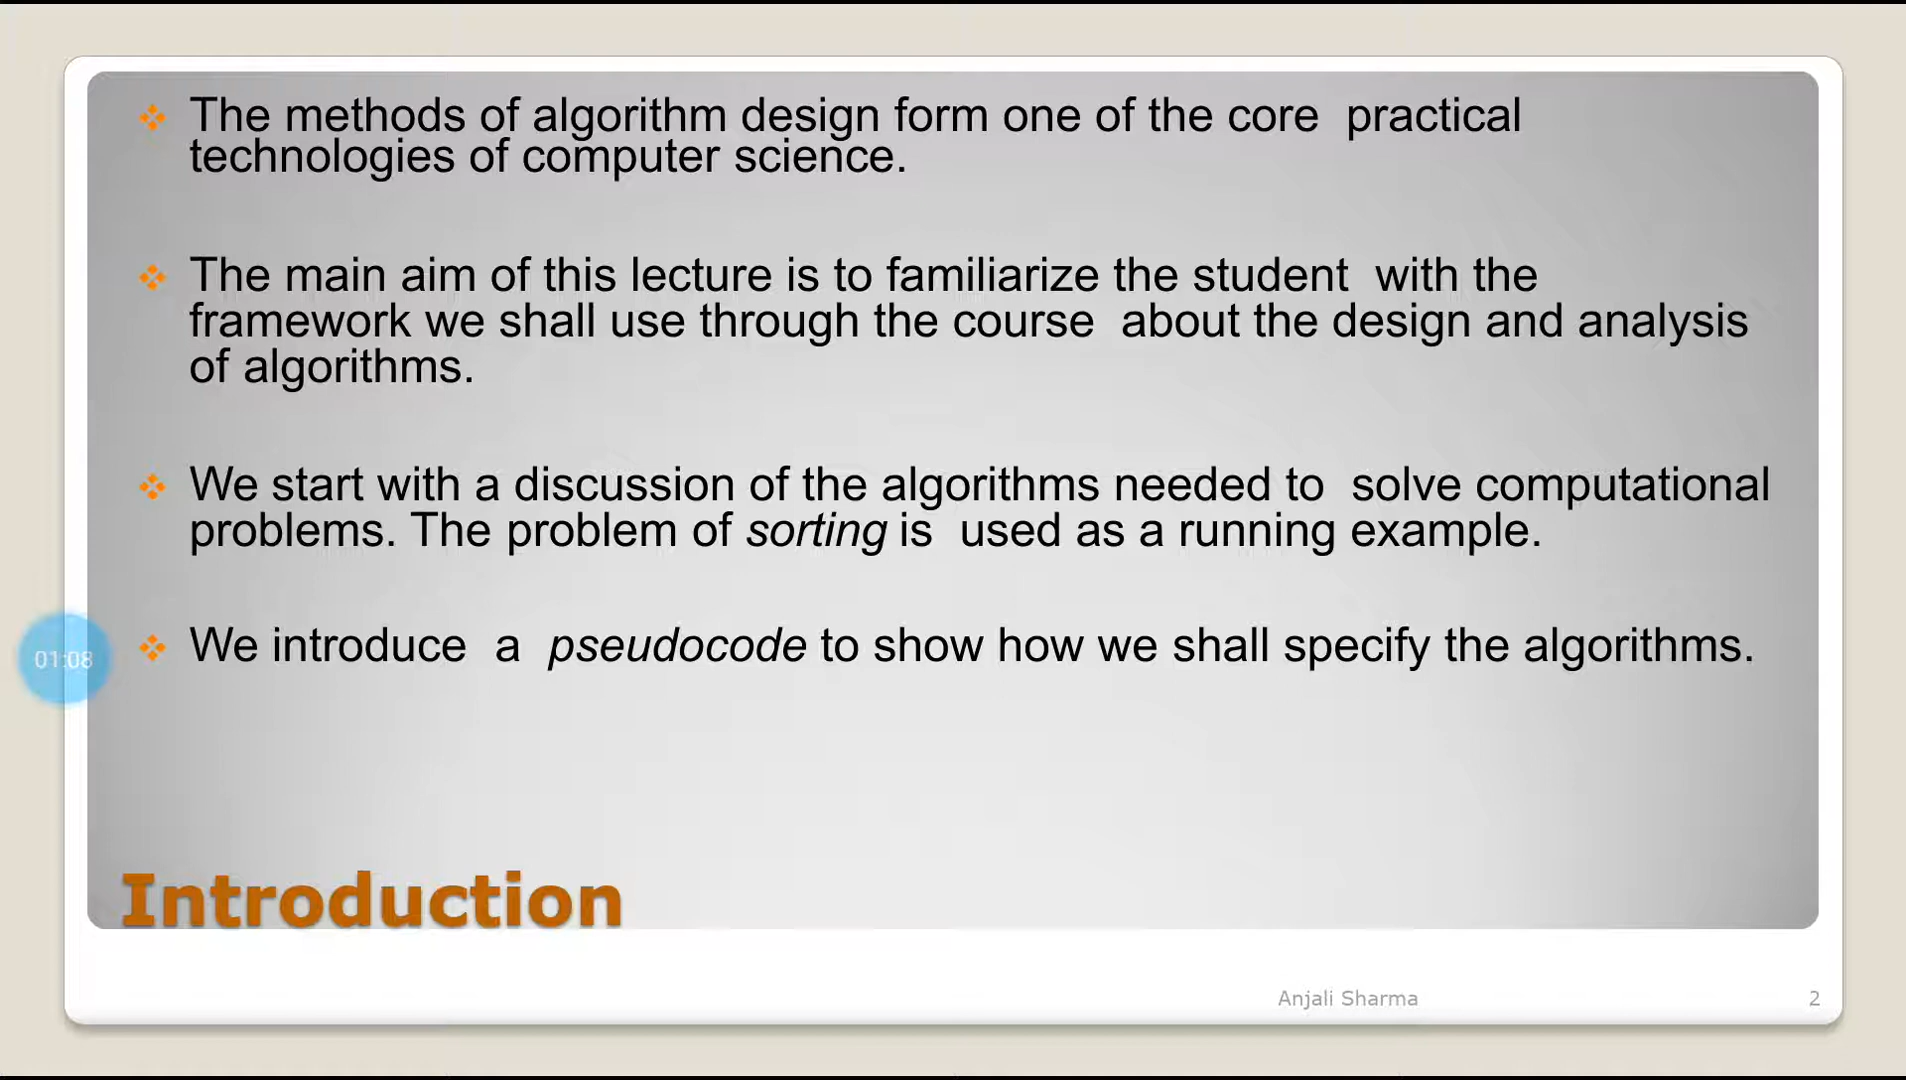 The methods of algorithm design form one of the core practical
technologies of computer science.
The main aim of this lecture is to familiarize the student with the
framework we shall use through the course about the design and analysis
of algorithms.
We start with a discussion of the algorithms needed to solve computational
problems. The problem of sorting is used as a running example.
01:08
We introduce a pseudocode to show how we shall specify the algorithms.
Introduction
Anjali Sharma
2